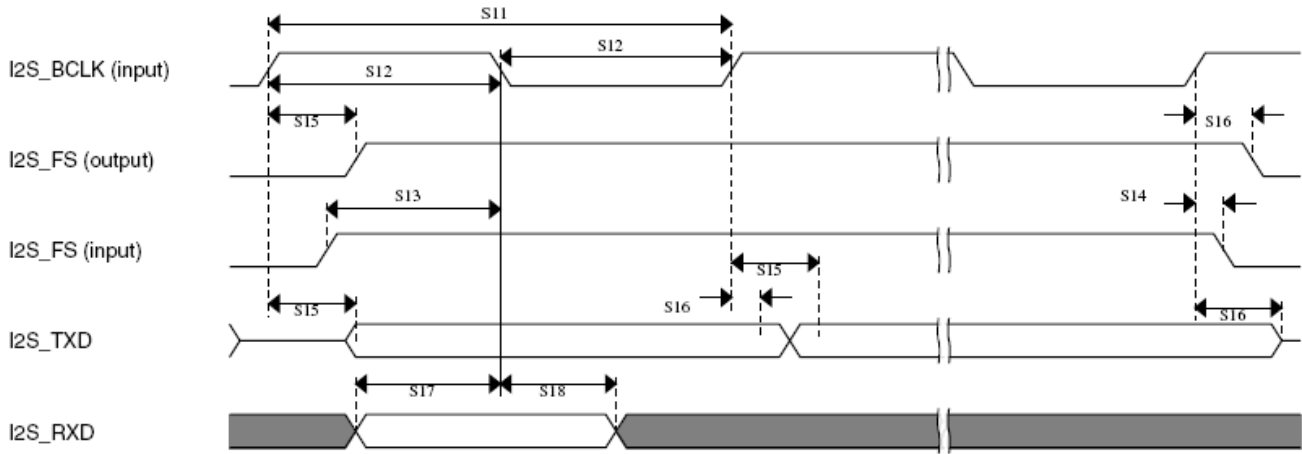 S11
S12
I2S_BCLK (input)
S12
S15
S16
I2S_FS (output)
S13
S14
I2S_FS (input)
S15
S15
S16
S16
I2S_TXD
S17
S18
I2S_RXD